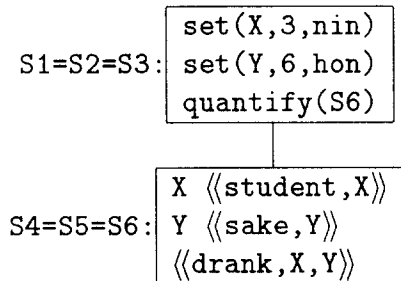 set(X,3,nin)
S1=S2=S3: set(Y,6,hon)
quantify(S6)
X ⟪student,X⟫
S4=S5=S6: Y ⟪sake,Y⟫
⟪drank,X,Y⟫